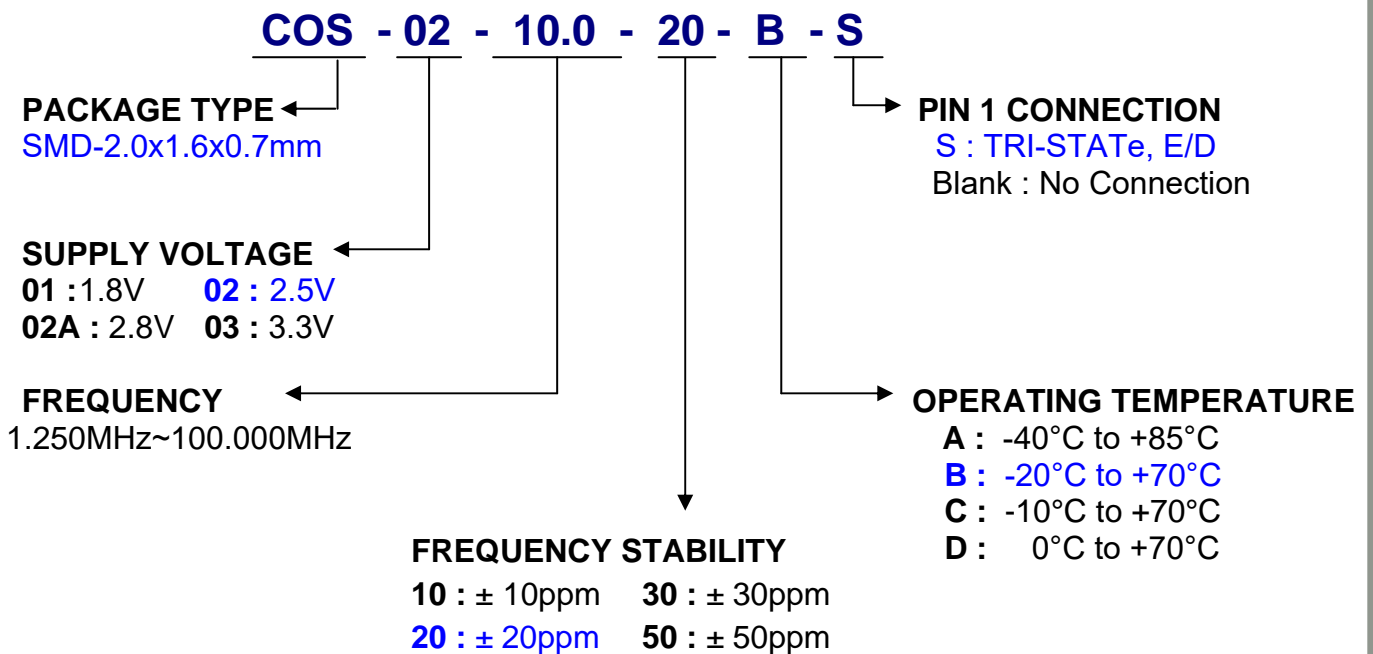 COS - 02 - 10.0 - 20 - B - S
PACKAGE TYPE
SMD-2.0x1.6x0.7mm
PIN 1 CONNECTION
S : TRI-STATe, E/D
Blank : No Connection
SUPPLY VOLTAGE
01 :1.8V 02 : 2.5V
02A : 2.8V 03 : 3.3V
FREQUENCY
1.250MHz~100.000MHz
OPERATING TEMPERATURE
A : -40°C to +85°C
B : -20°C to +70°C
C : -10°C to +70°C
D : 0°C to +70°C
FREQUENCY STABILITY
10 : ± 10ppm 30 : ± 30ppm
20 : ± 20ppm 50 : ± 50ppm